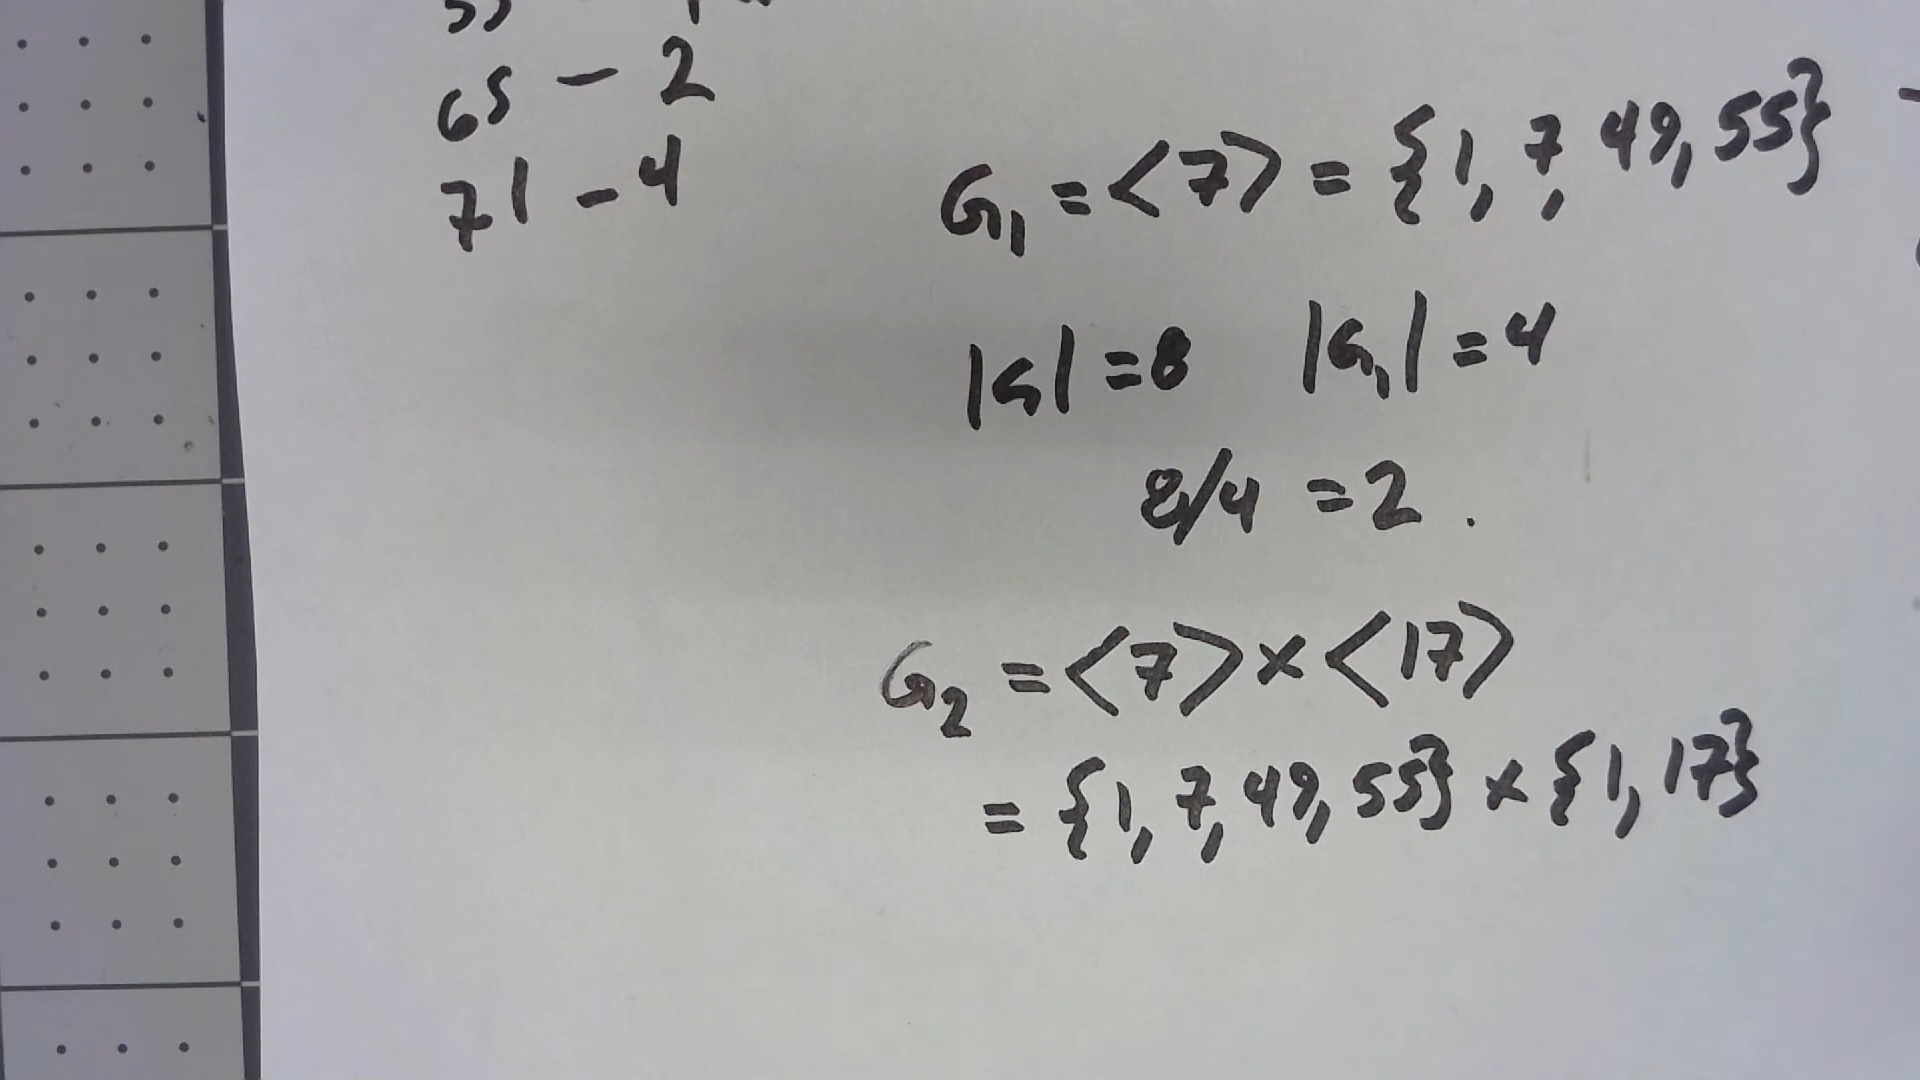 65 - 2
71 - 4
G₁ = <7> = {1, 7, 49, 55}
|G| = 8 |G₁| = 4
8/4 = 2.
G₂ = <7> × <17>
= {1, 7, 49, 55} × {1, 17}